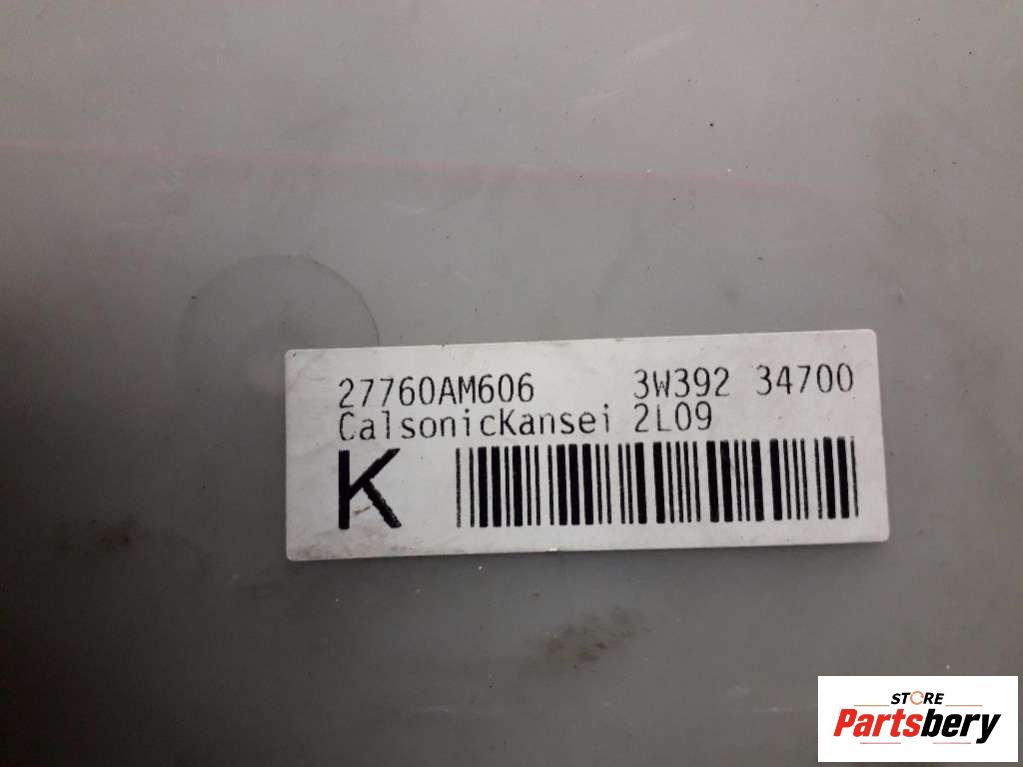 27760AM606 3W392 34700
CalsonicKansei 2L09
K
STORE
Partsbery